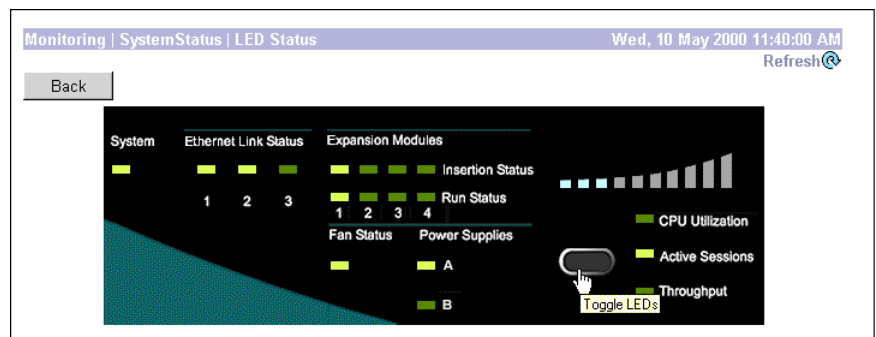 Monitoring | SystemStatus | LED Status
Wed, 10 May 2000 11:40:00 AM
Refresh
Back
System
Ethernet Link Status
Expansion Modules
Insertion Status
1 2 3
Run Status
1 2 3 4
CPU Utilization
Fan Status
Power Supplies
A
Active Sessions
Toggle LEDs
Throughput
B